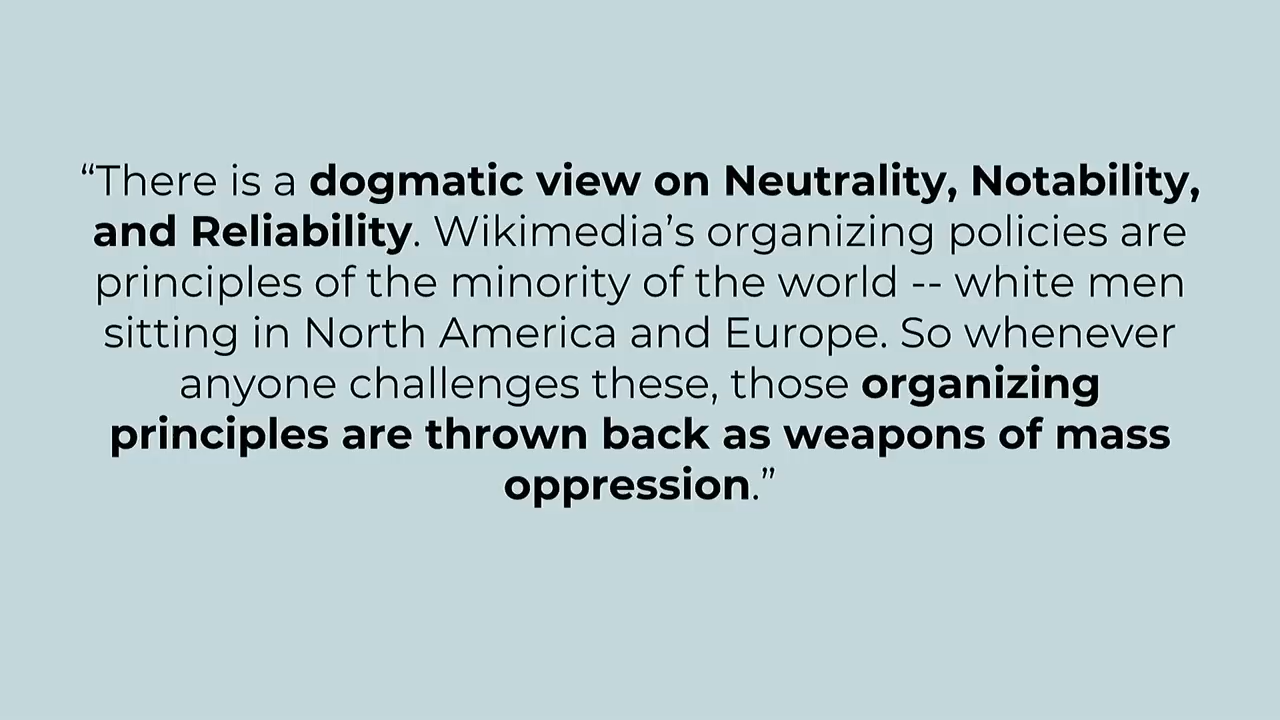 “There is a dogmatic view on Neutrality, Notability,
and Reliability. Wikimedia’s organizing policies are
principles of the minority of the world -- white men
sitting in North America and Europe. So whenever
anyone challenges these, those organizing
principles are thrown back as weapons of mass
oppression.”